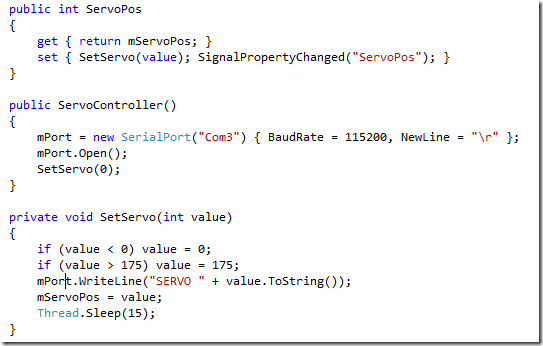 public int ServoPos
{
    get { return mServoPos; }
    set { SetServo(value); SignalPropertyChanged("ServoPos"); }
}

public ServoController()
{
    mPort = new SerialPort("Com3") { BaudRate = 115200, NewLine = "\r" };
    mPort.Open();
    SetServo(0);
}

private void SetServo(int value)
{
    if (value < 0) value = 0;
    if (value > 175) value = 175;
    mPort.WriteLine("SERVO " + value.ToString());
    mServoPos = value;
    Thread.Sleep(15);
}